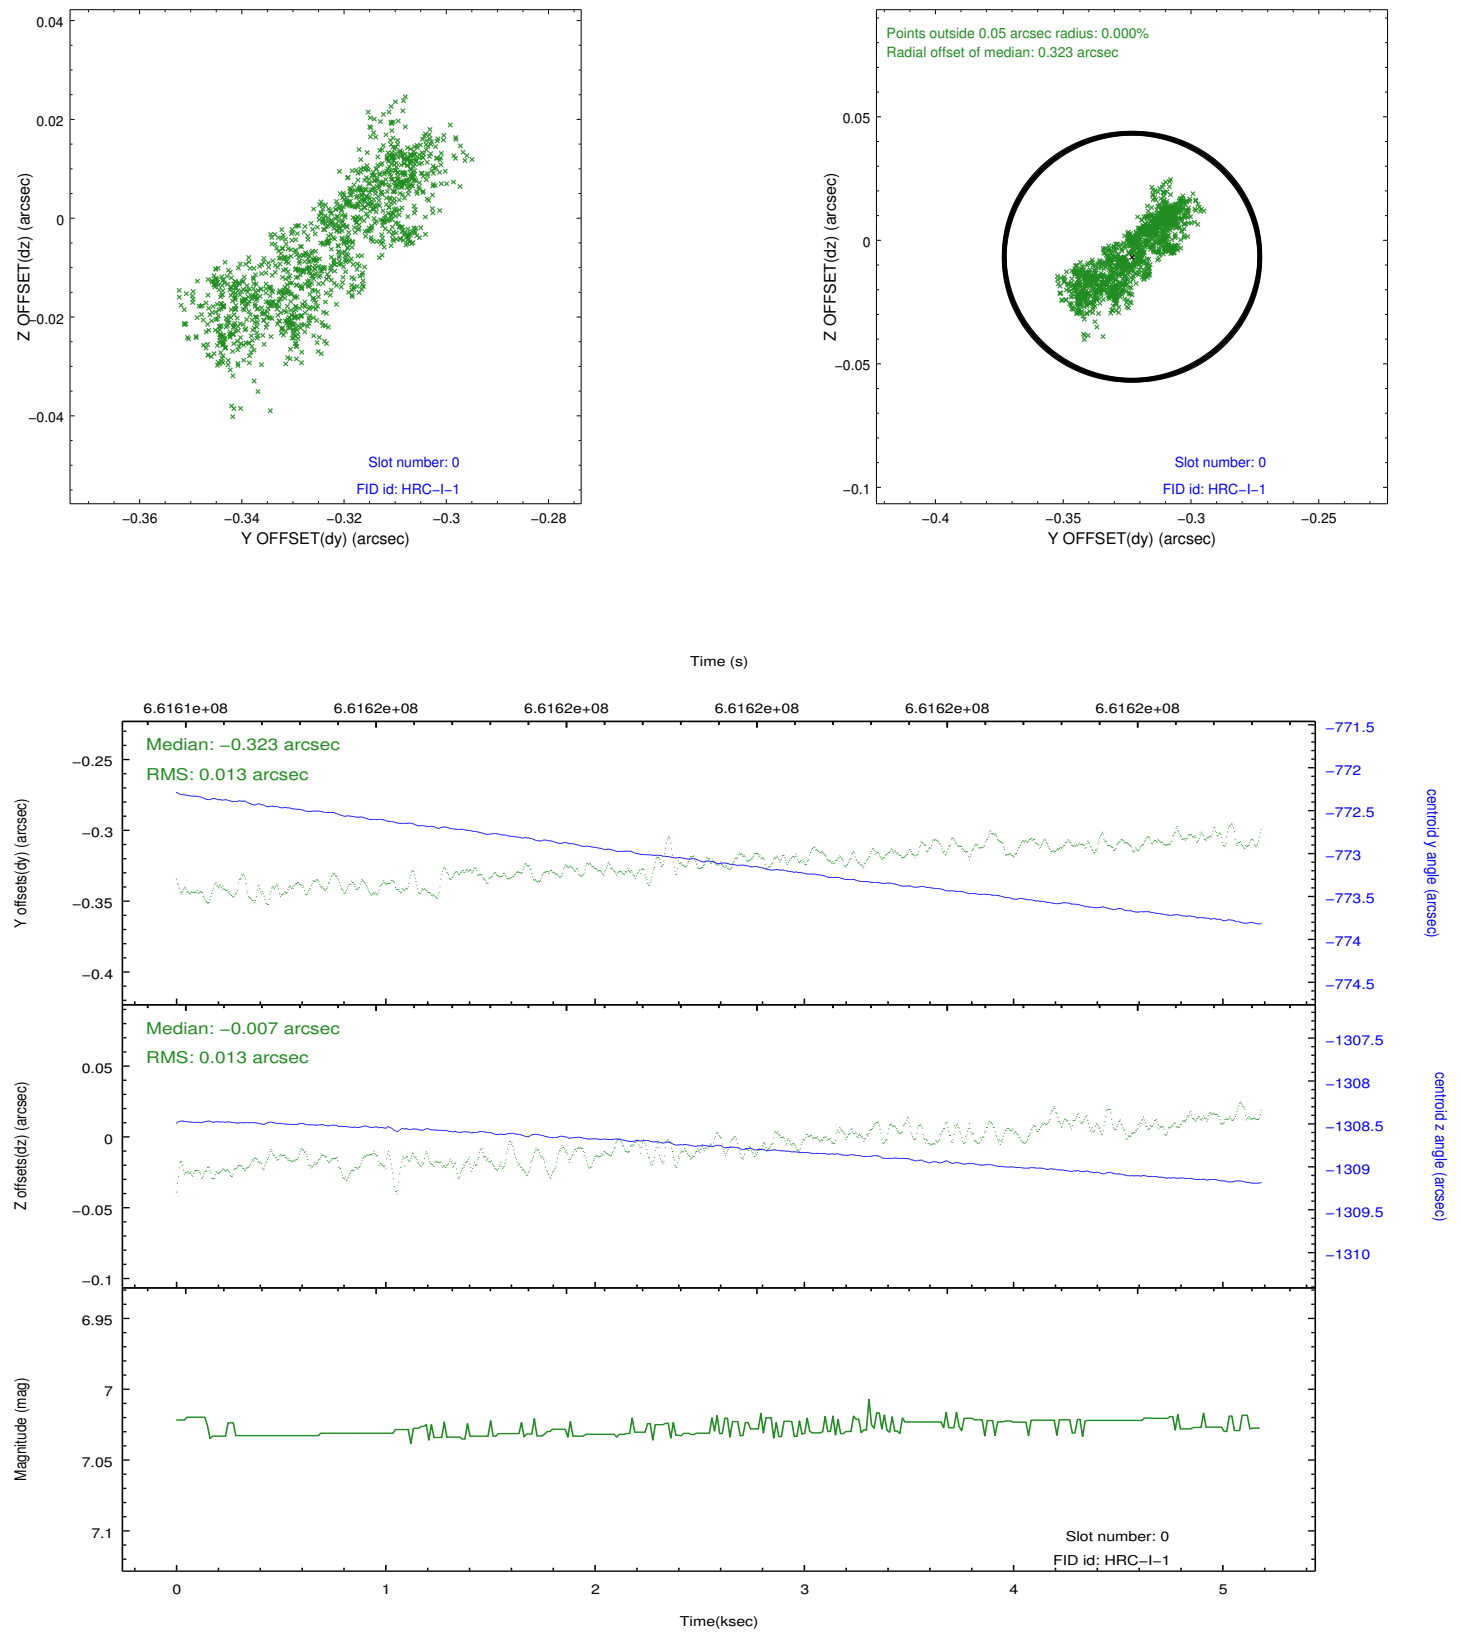 0.04
0.02
0
−0.02
−0.04
Z OFFSET(dz) (arcsec)
Slot number: 0
FID id: HRC−I−1
−0.36
−0.34
−0.32
−0.3
−0.28
Y OFFSET(dy) (arcsec)
Points outside 0.05 arcsec radius: 0.000%
Radial offset of median: 0.323 arcsec
0.05
0
−0.05
−0.1
Z OFFSET(dz) (arcsec)
Slot number: 0
FID id: HRC−I−1
−0.4
−0.35
−0.3
−0.25
Y OFFSET(dy) (arcsec)
Time (s)
6.6161e+08
6.6162e+08
6.6162e+08
6.6162e+08
6.6162e+08
6.6162e+08
Median: −0.323 arcsec
RMS: 0.013 arcsec
−0.25
−0.3
−0.35
−0.4
Y offsets(dy) (arcsec)
−771.5
−772
−772.5
−773
−773.5
−774
−774.5
centroid y angle (arcsec)
Median: −0.007 arcsec
RMS: 0.013 arcsec
0.05
0
−0.05
−0.1
Z offsets(dz) (arcsec)
−1307.5
−1308
−1308.5
−1309
−1309.5
−1310
centroid z angle (arcsec)
6.95
7
7.05
7.1
Magnitude (mag)
Slot number: 0
FID id: HRC−I−1
0
1
2
3
4
5
Time(ksec)